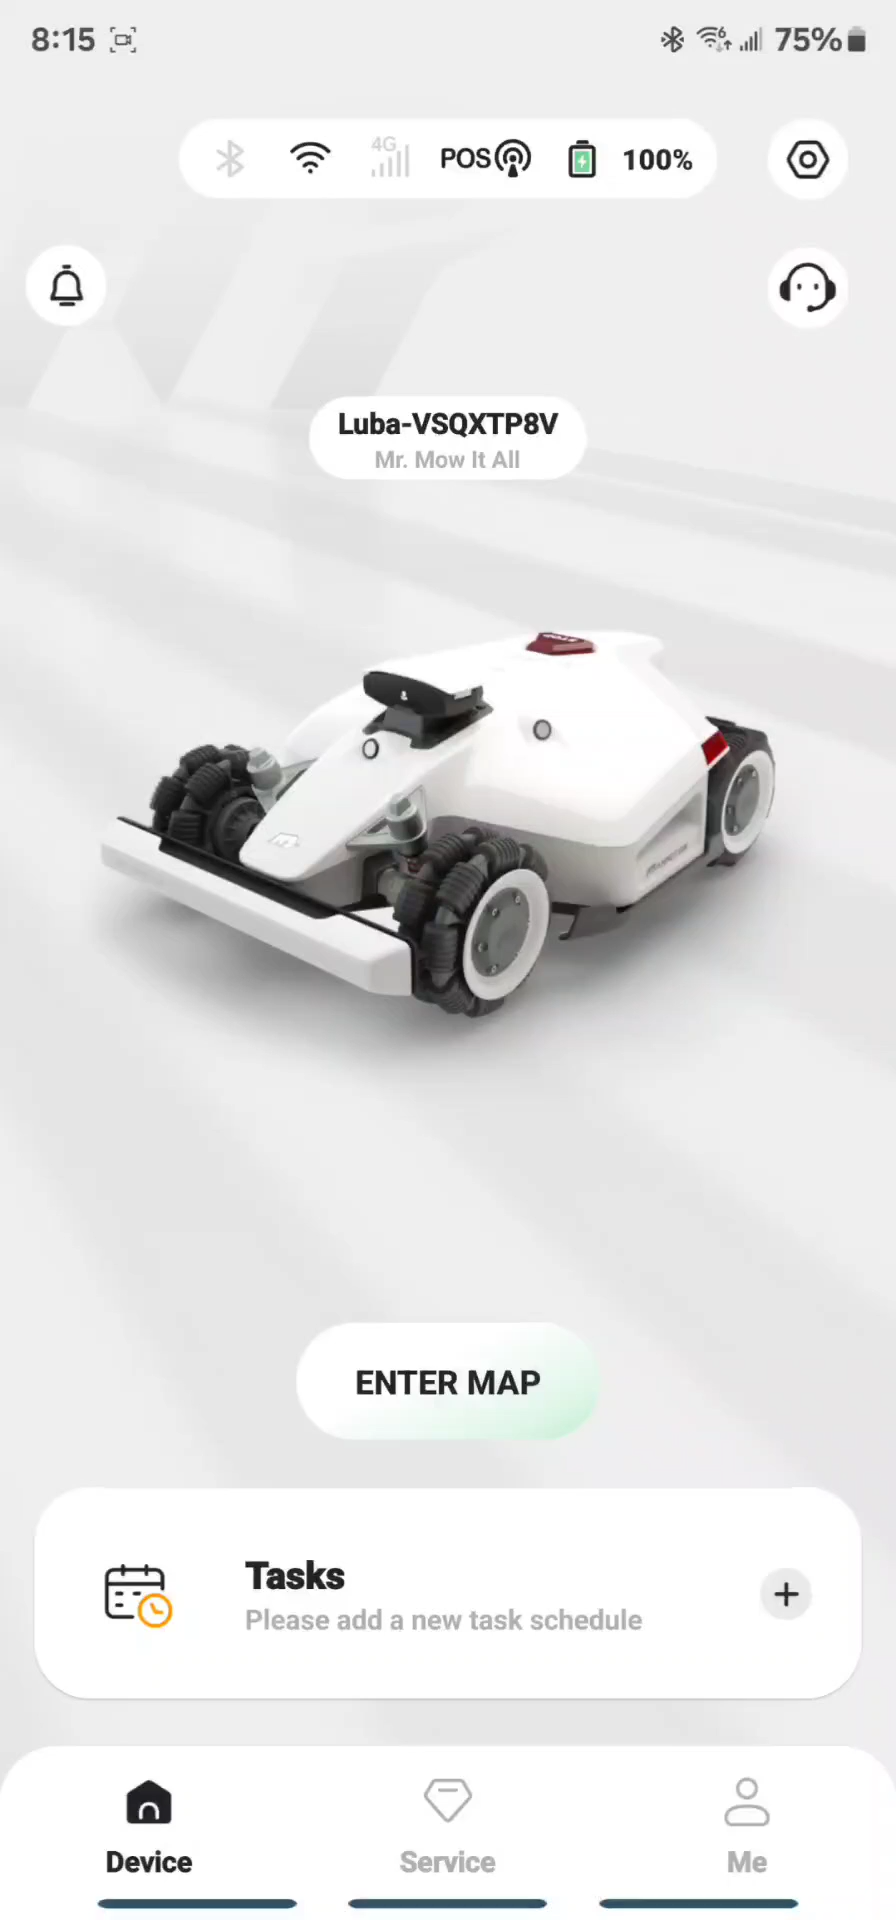 8:15 75%
4G POS 100%
Luba-VSQXTP8V
Mr. Mow It All
STOP
ENTER MAP
Tasks
Please add a new task schedule
Device Service Me